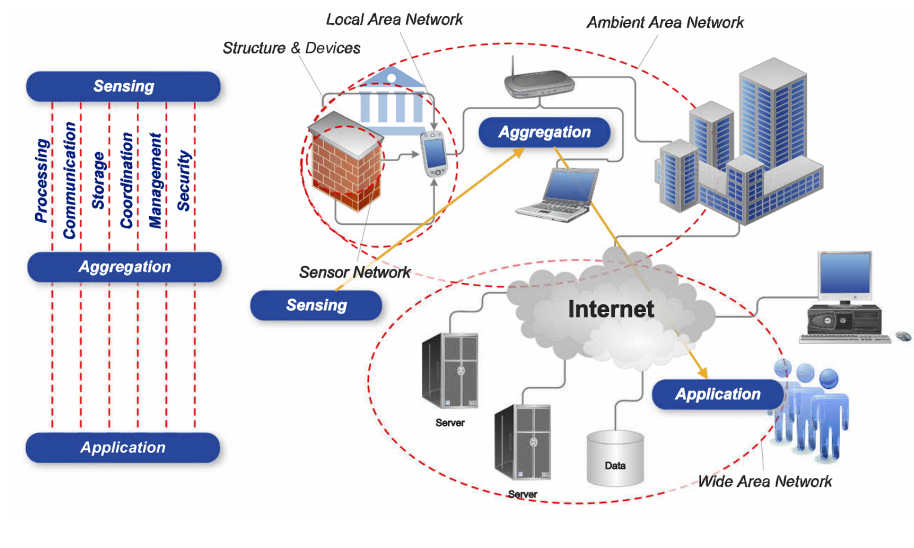 Local Area Network
Ambient Area Network
Structure & Devices
Sensing
Aggregation
Processing
Communication
Storage
Coordination
Management
Security
Aggregation
Sensor Network
Sensing
Internet
Application
Server
Application
Data
Wide Area Network
Server